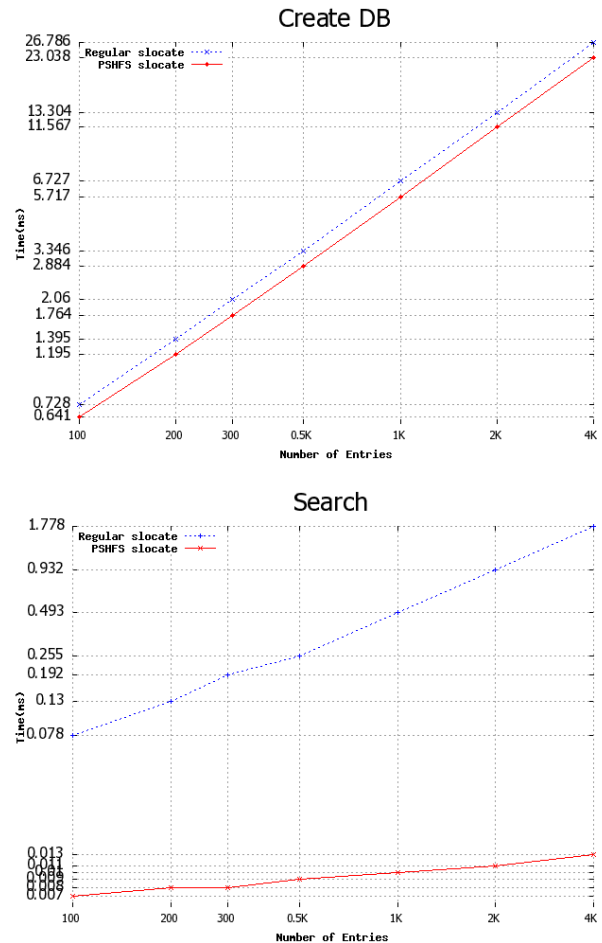 Create DB
26.786
Regular slocate
23.038
PSHFS slocate
13.304
11.567
6.727
5.717
Time(ms)
3.346
2.884
2.06
1.764
1.395
1.195
0.728
0.641
100 200 300 0.5K 1K 2K 4K
Number of Entries
Search
1.778
Regular slocate
PSHFS slocate
0.932
0.493
0.255
0.192
0.13
Time(ms)
0.078
0.013
0.011
0.01
0.009
0.008
0.007
100 200 300 0.5K 1K 2K 4K
Number of Entries